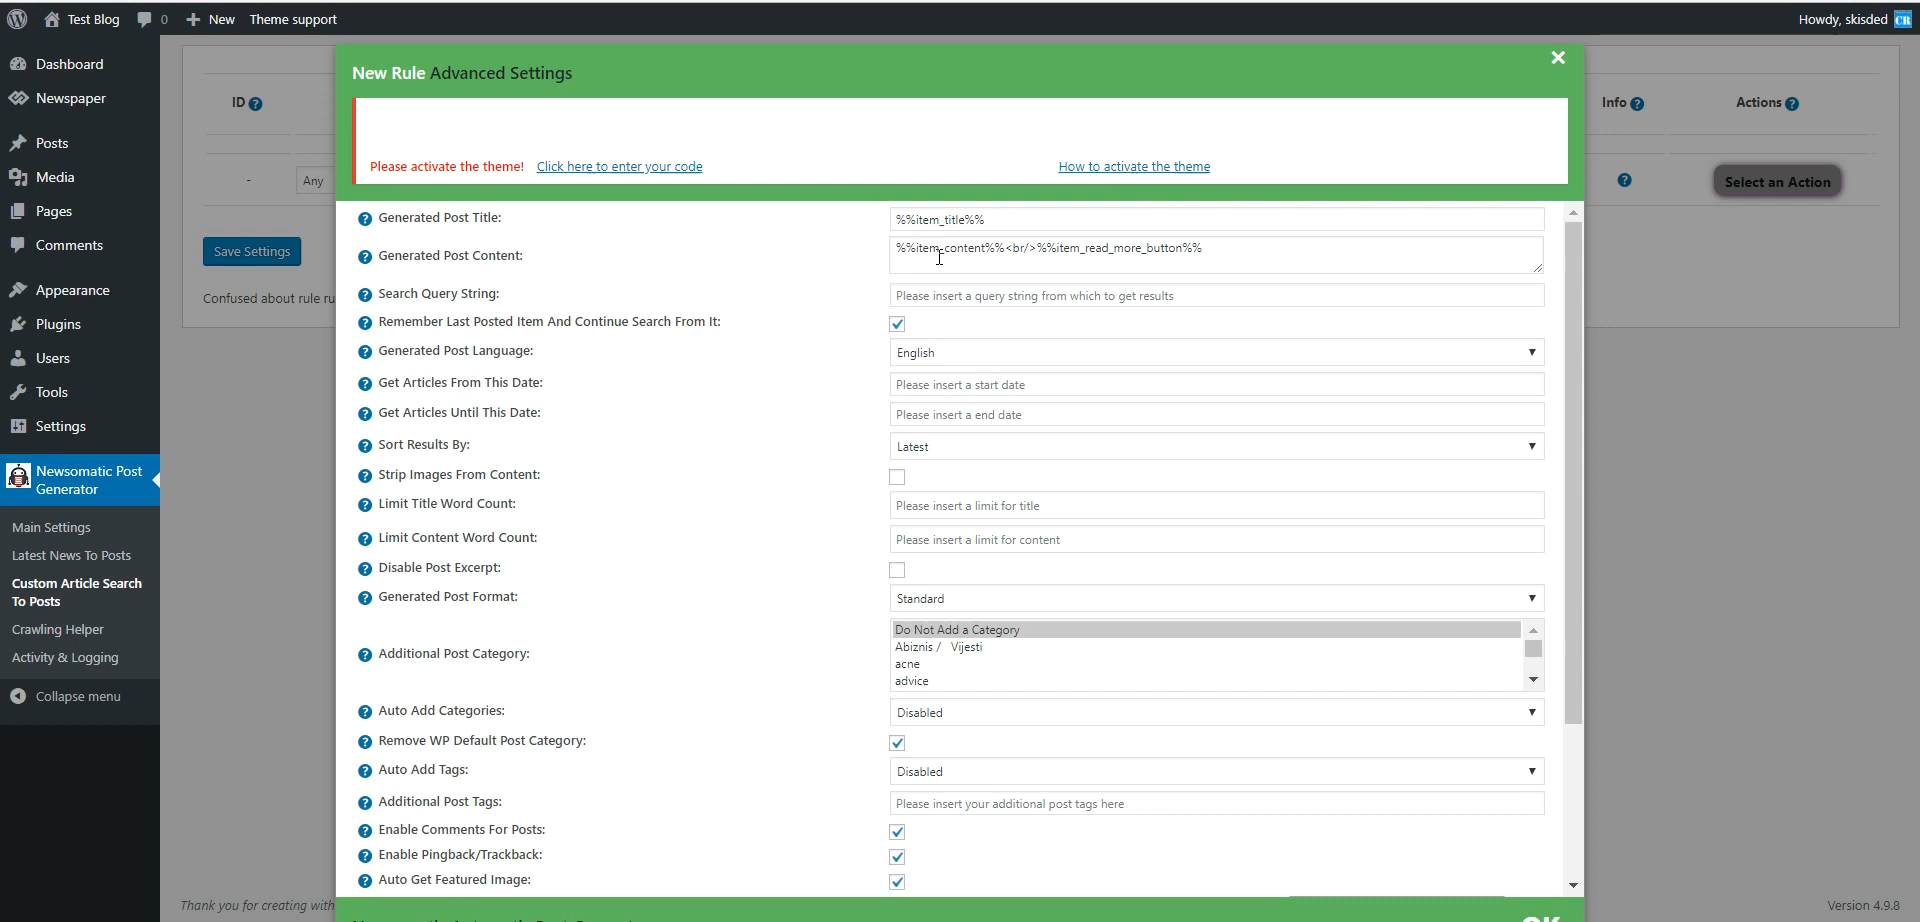 Test Blog 0 New Theme support
Howdy, skisded CR
Dashboard
Newspaper
Posts
Media
Pages
Comments
Appearance
Plugins
Users
Tools
Settings
Newsomatic Post
Generator
Main Settings
Latest News To Posts
Custom Article Search
To Posts
Crawling Helper
Activity & Logging
Collapse menu
ID
- Any
Save Settings
Confused about rule ru
Info Actions
Select an Action
New Rule Advanced Settings
Please activate the theme! Click here to enter your code How to activate the theme
Generated Post Title: %%item_title%%
Generated Post Content: %%item_content%%<br/>%%item_read_more_button%%
Search Query String: Please insert a query string from which to get results
Remember Last Posted Item And Continue Search From It:
Generated Post Language: English
Get Articles From This Date: Please insert a start date
Get Articles Until This Date: Please insert a end date
Sort Results By: Latest
Strip Images From Content:
Limit Title Word Count: Please insert a limit for title
Limit Content Word Count: Please insert a limit for content
Disable Post Excerpt:
Generated Post Format: Standard
Additional Post Category: Do Not Add a Category
Abiznis / Vijesti
acne
advice
Auto Add Categories: Disabled
Remove WP Default Post Category:
Auto Add Tags: Disabled
Additional Post Tags: Please insert your additional post tags here
Enable Comments For Posts:
Enable Pingback/Trackback:
Auto Get Featured Image:
Thank you for creating with
Version 4.9.8
OK